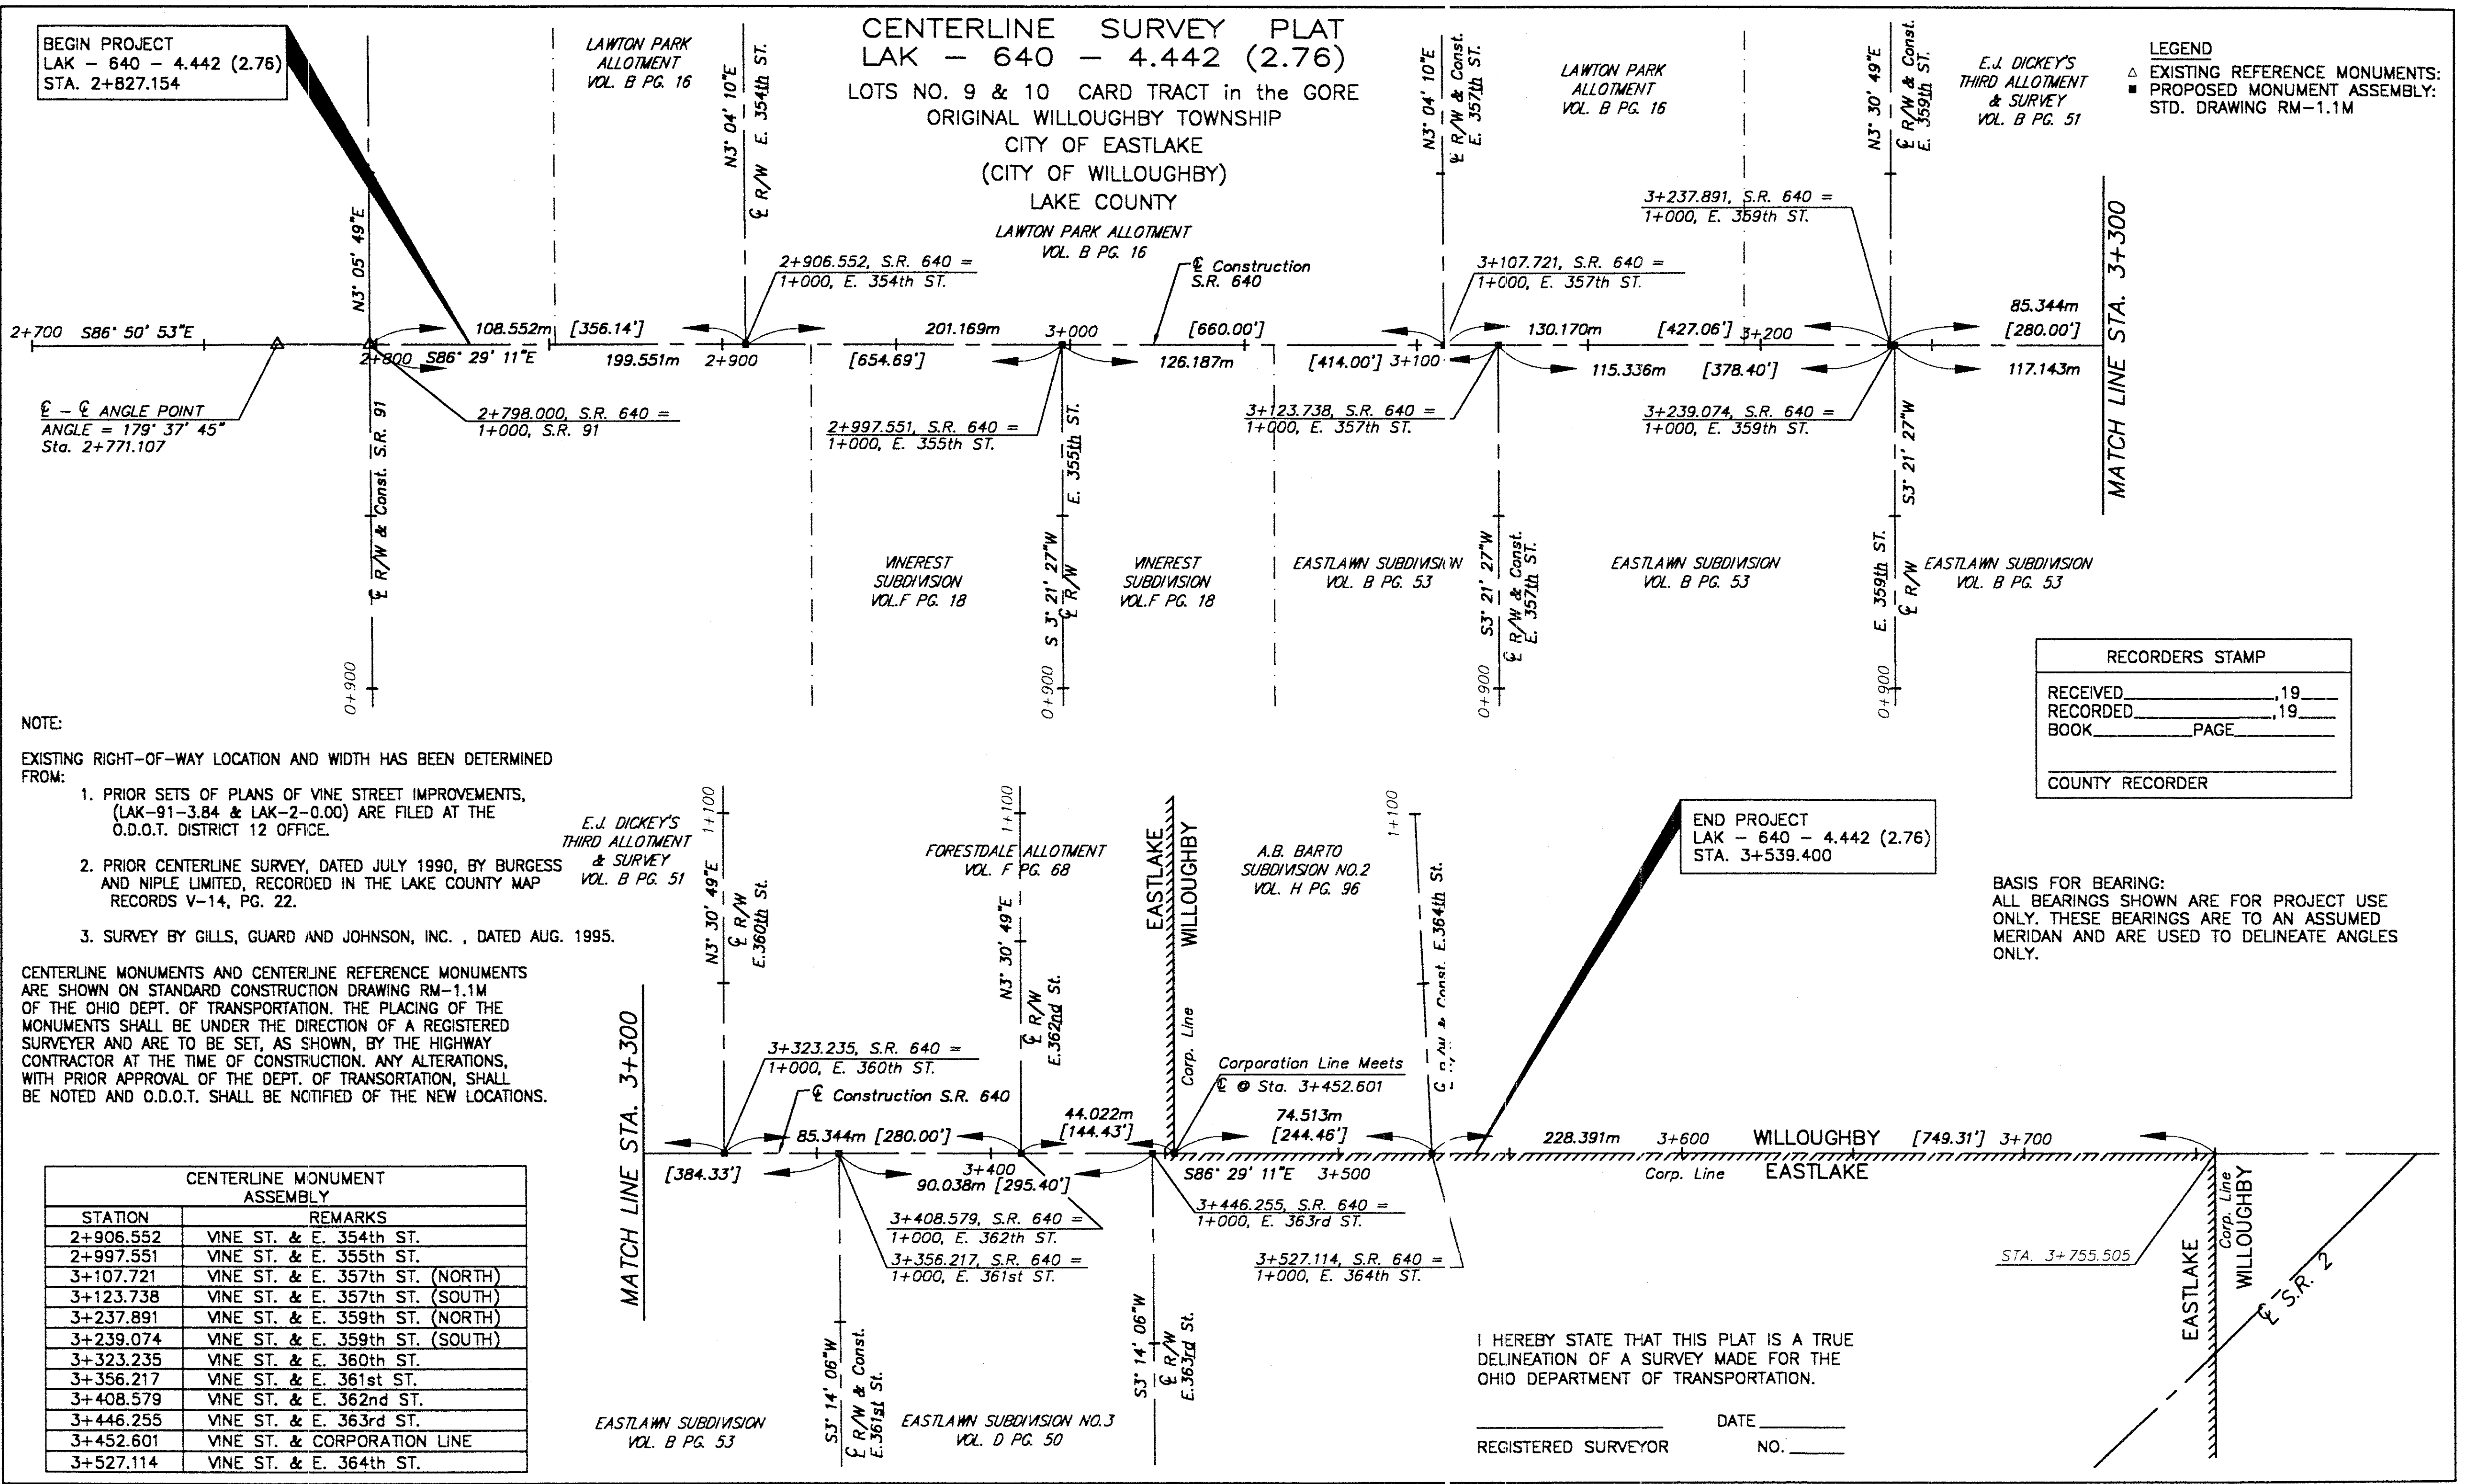 BEGIN PROJECT
LAK – 640 – 4.442 (2.76)
STA. 2+827.154
LAWTON PARK
ALLOTMENT
VOL. B PG. 16
CENTERLINE SURVEY PLAT
LAK – 640 – 4.442 (2.76)
LOTS NO. 9 & 10 CARD TRACT in the GORE
ORIGINAL WILLOUGHBY TOWNSHIP
CITY OF EASTLAKE
(CITY OF WILLOUGHBY)
LAKE COUNTY
LAWTON PARK ALLOTMENT
VOL. B PG. 16
LAWTON PARK
ALLOTMENT
VOL. B PG. 16
E.J. DICKEY'S
THIRD ALLOTMENT
& SURVEY
VOL. B PG. 51
LEGEND
△ EXISTING REFERENCE MONUMENTS:
■ PROPOSED MONUMENT ASSEMBLY:
STD. DRAWING RM-1.1M
N3° 05' 49"E
N3° 04' 10"E
℄ R/W E. 354th ST.
N3° 04' 10"E
℄ R/W & Const.
E. 357th ST.
N3° 30' 49"E
℄ R/W & Const.
E. 359th ST.
2+906.552, S.R. 640 =
1+000, E. 354th ST.
℄ Construction
S.R. 640
3+107.721, S.R. 640 =
1+000, E. 357th ST.
3+237.891, S.R. 640 =
1+000, E. 359th ST.
MATCH LINE STA. 3+300
2+700 S86° 50' 53"E
108.552m [356.14']
201.169m
3+000
[660.00']
130.170m
[427.06']
3+200
85.344m
[280.00']
2+800 S86° 29' 11"E
199.551m
2+900
[654.69']
126.187m
[414.00']
3+100
115.336m
[378.40']
117.143m
℄ – ℄ ANGLE POINT
ANGLE = 179° 37' 45"
Sta. 2+771.107
2+798.000, S.R. 640 =
1+000, S.R. 91
2+997.551, S.R. 640 =
1+000, E. 355th ST.
3+123.738, S.R. 640 =
1+000, E. 357th ST.
3+239.074, S.R. 640 =
1+000, E. 359th ST.
℄ R/W & Const. S.R. 91
0+900
E. 355th ST.
S 3° 21' 27"W
℄ R/W
0+900
S3° 21' 27"W
℄ R/W & Const.
E. 357th ST.
0+900
S3° 21' 27"W
E. 359th ST.
℄ R/W
0+900
VINEREST
SUBDIVISION
VOL.F PG. 18
VINEREST
SUBDIVISION
VOL.F PG. 18
EASTLAWN SUBDIVISION
VOL. B PG. 53
EASTLAWN SUBDIVISION
VOL. B PG. 53
EASTLAWN SUBDIVISION
VOL. B PG. 53
RECORDERS STAMP
RECEIVED ,19
RECORDED ,19
BOOK PAGE
COUNTY RECORDER
NOTE:
EXISTING RIGHT-OF-WAY LOCATION AND WIDTH HAS BEEN DETERMINED
FROM:
1. PRIOR SETS OF PLANS OF VINE STREET IMPROVEMENTS,
(LAK-91-3.84 & LAK-2-0.00) ARE FILED AT THE
O.D.O.T. DISTRICT 12 OFFICE.
2. PRIOR CENTERLINE SURVEY, DATED JULY 1990, BY BURGESS
AND NIPLE LIMITED, RECORDED IN THE LAKE COUNTY MAP
RECORDS V-14, PG. 22.
3. SURVEY BY GILLS, GUARD AND JOHNSON, INC. , DATED AUG. 1995.
CENTERLINE MONUMENTS AND CENTERLINE REFERENCE MONUMENTS
ARE SHOWN ON STANDARD CONSTRUCTION DRAWING RM-1.1M
OF THE OHIO DEPT. OF TRANSPORTATION. THE PLACING OF THE
MONUMENTS SHALL BE UNDER THE DIRECTION OF A REGISTERED
SURVEYER AND ARE TO BE SET, AS SHOWN, BY THE HIGHWAY
CONTRACTOR AT THE TIME OF CONSTRUCTION. ANY ALTERATIONS,
WITH PRIOR APPROVAL OF THE DEPT. OF TRANSORTATION, SHALL
BE NOTED AND O.D.O.T. SHALL BE NOTIFIED OF THE NEW LOCATIONS.
CENTERLINE MONUMENT
ASSEMBLY
STATION REMARKS
2+906.552 VINE ST. & E. 354th ST.
2+997.551 VINE ST. & E. 355th ST.
3+107.721 VINE ST. & E. 357th ST. (NORTH)
3+123.738 VINE ST. & E. 357th ST. (SOUTH)
3+237.891 VINE ST. & E. 359th ST. (NORTH)
3+239.074 VINE ST. & E. 359th ST. (SOUTH)
3+323.235 VINE ST. & E. 360th ST.
3+356.217 VINE ST. & E. 361st ST.
3+408.579 VINE ST. & E. 362nd ST.
3+446.255 VINE ST. & E. 363rd ST.
3+452.601 VINE ST. & CORPORATION LINE
3+527.114 VINE ST. & E. 364th ST.
E.J. DICKEY'S
THIRD ALLOTMENT
& SURVEY
VOL. B PG. 51
1+100
N3° 30' 49"E
℄ R/W
E.360th St.
FORESTDALE ALLOTMENT
VOL. F PG. 68
1+100
N3° 30' 49"E
℄ R/W
E.362nd St.
EASTLAKE
WILLOUGHBY
Corp. Line
A.B. BARTO
SUBDIVISION NO.2
VOL. H PG. 96
1+100
℄ R/W & Const. E.364th St.
END PROJECT
LAK – 640 – 4.442 (2.76)
STA. 3+539.400
BASIS FOR BEARING:
ALL BEARINGS SHOWN ARE FOR PROJECT USE
ONLY. THESE BEARINGS ARE TO AN ASSUMED
MERIDAN AND ARE USED TO DELINEATE ANGLES
ONLY.
MATCH LINE STA. 3+300
3+323.235, S.R. 640 =
1+000, E. 360th ST.
℄ Construction S.R. 640
Corporation Line Meets
℄ @ Sta. 3+452.601
85.344m [280.00']
44.022m
[144.43']
74.513m
[244.46']
228.391m
3+600
WILLOUGHBY
[749.31']
3+700
[384.33']
3+400
90.038m [295.40']
S86° 29' 11"E
3+500
Corp. Line
EASTLAKE
3+408.579, S.R. 640 =
1+000, E. 362th ST.
3+356.217, S.R. 640 =
1+000, E. 361st ST.
3+446.255, S.R. 640 =
1+000, E. 363rd ST.
3+527.114, S.R. 640 =
1+000, E. 364th ST.
STA. 3+755.505
EASTLAKE
Corp. Line
WILLOUGHBY
℄ S.R. 2
S3° 14' 06"W
℄ R/W & Const.
E.361st St.
S3° 14' 06"W
℄ R/W
E.363rd St.
EASTLAWN SUBDIVISION
VOL. B PG. 53
EASTLAWN SUBDIVISION NO.3
VOL. D PG. 50
I HEREBY STATE THAT THIS PLAT IS A TRUE
DELINEATION OF A SURVEY MADE FOR THE
OHIO DEPARTMENT OF TRANSPORTATION.
DATE
REGISTERED SURVEYOR NO.